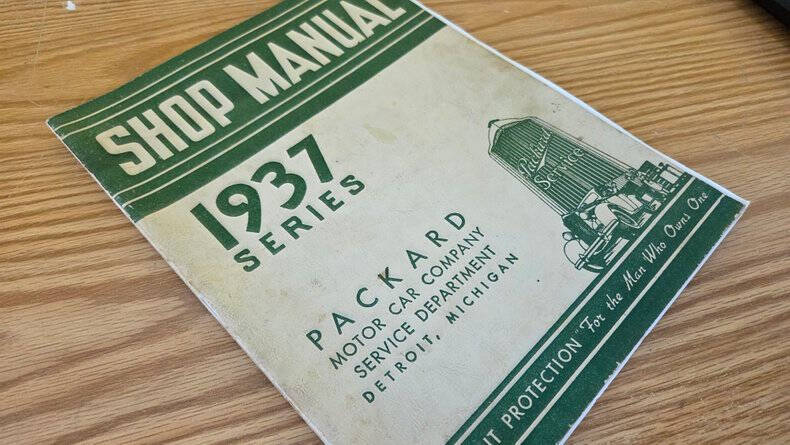 SHOP MANUAL
1937
SERIES
Packard
Service
PACKARD
MOTOR CAR COMPANY
SERVICE DEPARTMENT
DETROIT, MICHIGAN
PROTECTION "For the Man Who Owns One